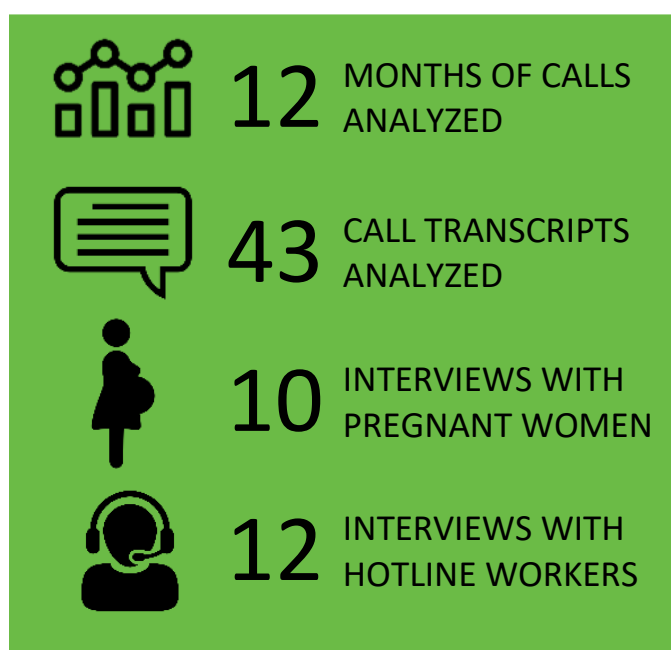 12 MONTHS OF CALLS
ANALYZED
43 CALL TRANSCRIPTS
ANALYZED
10 INTERVIEWS WITH
PREGNANT WOMEN
12 INTERVIEWS WITH
HOTLINE WORKERS